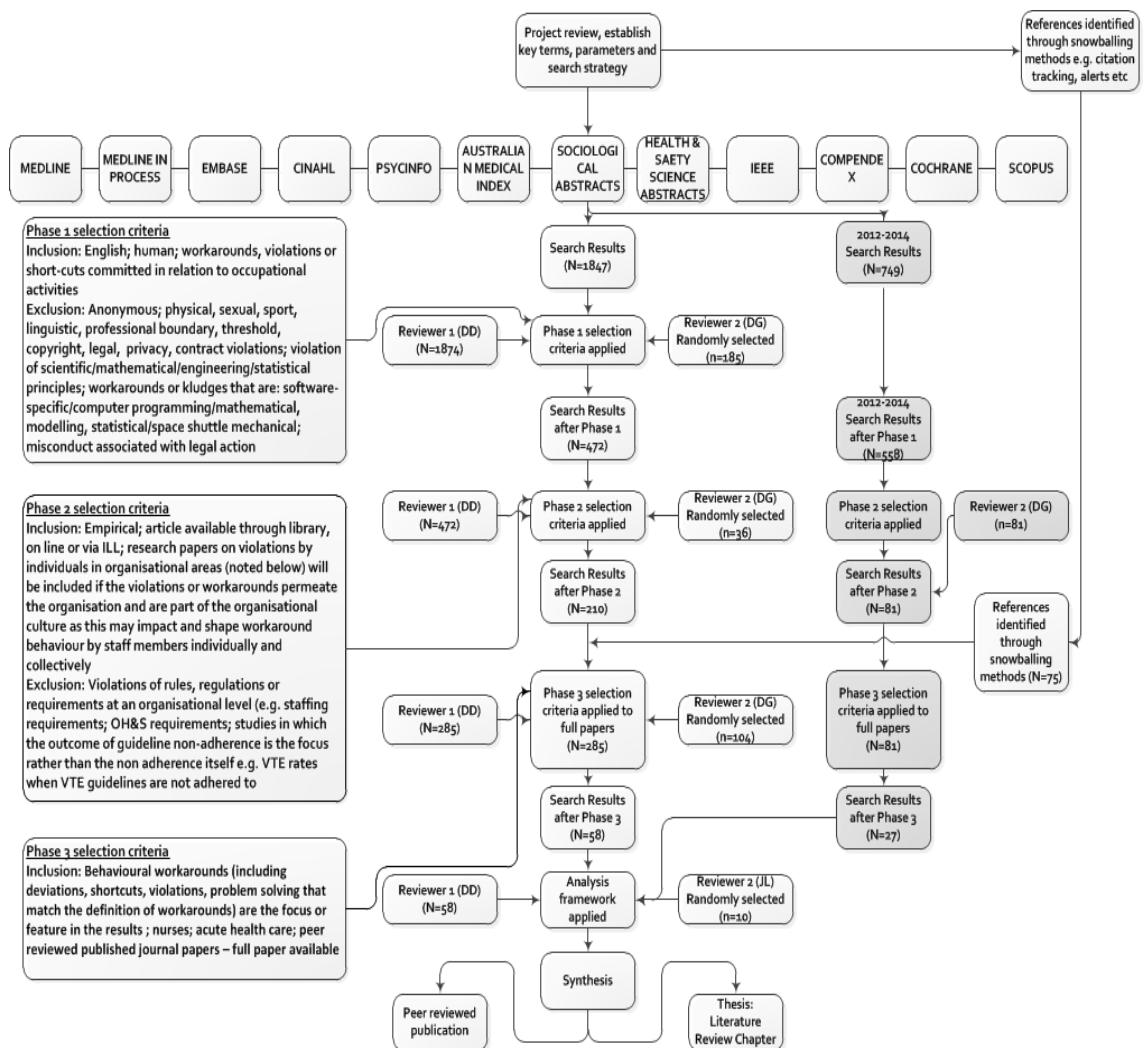 Project review, establish
key terms, parameters and
search strategy
References identified
through snowballing
methods e.g. citation
tracking, alerts etc
MEDLINE
MEDLINE IN
PROCESS
EMBASE
CINAHL
PSYCINFO
AUSTRALIA
N MEDICAL
INDEX
SOCIOLOGI
CAL
ABSTRACTS
HEALTH &
SAETY
SCIENCE
ABSTRACTS
IEEE
COMPENDE
X
COCHRANE
SCOPUS
Phase 1 selection criteria
Inclusion: English; human; workarounds, violations or
short-cuts committed in relation to occupational
activities
Exclusion: Anonymous; physical, sexual, sport,
linguistic, professional boundary, threshold,
copyright, legal, privacy, contract violations; violation
of scientific/mathematical/engineering/statistical
principles; workarounds or kludges that are: software-
specific/computer programming/mathematical,
modelling, statistical/space shuttle mechanical;
misconduct associated with legal action
Search Results
(N=1847)
2012-2014
Search Results
(N=749)
Reviewer 1 (DD)
(N=1874)
Phase 1 selection
criteria applied
Reviewer 2 (DG)
Randomly selected
(n=185)
Search Results
after Phase 1
(N=472)
2012-2014
Search Results
after Phase 1
(N=558)
Phase 2 selection criteria
Inclusion: Empirical; article available through library,
on line or via ILL; research papers on violations by
individuals in organisational areas (noted below) will
be included if the violations or workarounds permeate
the organisation and are part of the organisational
culture as this may impact and shape workaround
behaviour by staff members individually and
collectively
Exclusion: Violations of rules, regulations or
requirements at an organisational level (e.g. staffing
requirements; OH&S requirements; studies in which
the outcome of guideline non-adherence is the focus
rather than the non adherence itself e.g. VTE rates
when VTE guidelines are not adhered to
Reviewer 1 (DD)
(N=472)
Phase 2 selection
criteria applied
Reviewer 2 (DG)
Randomly selected
(n=36)
Phase 2 selection
criteria applied
Reviewer 2 (DG)
(n=81)
Search Results
after Phase 2
(N=210)
Search Results
after Phase 2
(N=81)
References
identified
through
snowballing
methods (N=75)
Reviewer 1 (DD)
(N=285)
Phase 3 selection
criteria applied to
full papers
(N=285)
Reviewer 2 (DG)
Randomly selected
(n=104)
Phase 3 selection
criteria applied to
full papers
(N=81)
Search Results
after Phase 3
(N=58)
Search Results
after Phase 3
(N=27)
Phase 3 selection criteria
Inclusion: Behavioural workarounds (including
deviations, shortcuts, violations, problem solving that
match the definition of workarounds) are the focus or
feature in the results ; nurses; acute health care; peer
reviewed published journal papers – full paper available
Reviewer 1 (DD)
(N=58)
Analysis
framework
applied
Reviewer 2 (JL)
Randomly selected
(n=10)
Synthesis
Peer reviewed
publication
Thesis:
Literature
Review Chapter